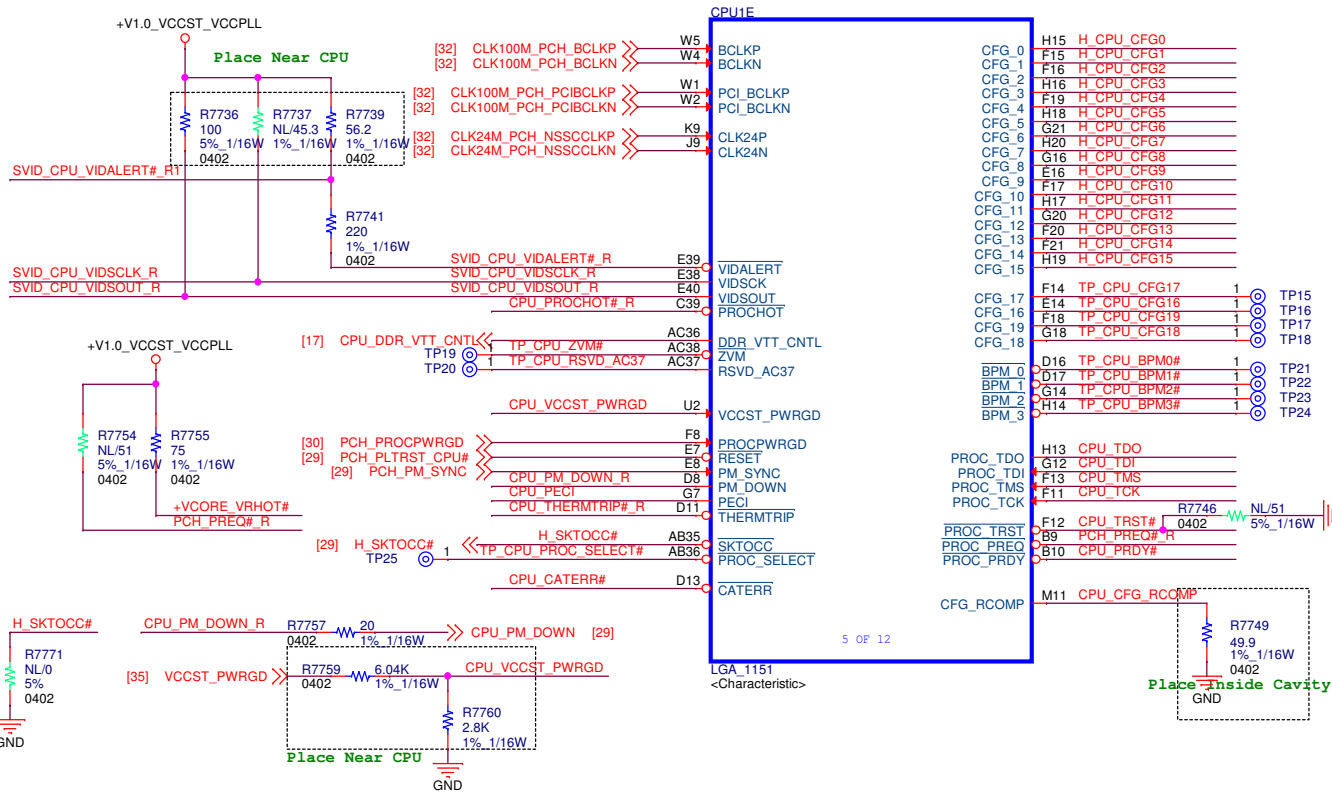 +V1.0_VCCST_VCCPLL
Place Near CPU
R7736
100
5%_1/16W
0402
R7737
NL/45.3
1%_1/16W
R7739
56.2
1%_1/16W
0402
SVID_CPU_VIDALERT#_R1
R7741
220
1%_1/16W
0402
SVID_CPU_VIDSCLK_R
SVID_CPU_VIDSOUT_R
SVID_CPU_VIDALERT#_R
SVID_CPU_VIDSCLK_R
SVID_CPU_VIDSOUT_R
CPU_PROCHOT#_R
[32] CLK100M_PCH_BCLKP
[32] CLK100M_PCH_BCLKN
[32] CLK100M_PCH_PCIBCLKP
[32] CLK100M_PCH_PCIBCLKN
[32] CLK24M_PCH_NSSCCLKP
[32] CLK24M_PCH_NSSCCLKN
[17] CPU_DDR_VTT_CNTL
TP19 1 TP_CPU_ZVM#
TP20 1 TP_CPU_RSVD_AC37
CPU_VCCST_PWRGD
[30] PCH_PROCPWRGD
[29] PCH_PLTRST_CPU#
[29] PCH_PM_SYNC
CPU_PM_DOWN_R
CPU_PECI
CPU_THERMTRIP#_R
[29] H_SKTOCC#
H_SKTOCC#
TP25 1 TP_CPU_PROC_SELECT#
CPU_CATERR#
CPU1E
W5 BCLKP
W4 BCLKN
W1 PCI_BCLKP
W2 PCI_BCLKN
K9 CLK24P
J9 CLK24N
E39 VIDALERT
E38 VIDSCK
E40 VIDSOUT
C39 PROCHOT
AC36 DDR_VTT_CNTL
AC38 ZVM
AC37 RSVD_AC37
U2 VCCST_PWRGD
F8 PROCPWRGD
E7 RESET
E8 PM_SYNC
D8 PM_DOWN
G7 PECI
D11 THERMTRIP
AB35 SKTOCC
AB36 PROC_SELECT
D13 CATERR
CFG_0 H15 H_CPU_CFG0
CFG_1 F15 H_CPU_CFG1
CFG_2 F16 H_CPU_CFG2
CFG_3 H16 H_CPU_CFG3
CFG_4 F19 H_CPU_CFG4
CFG_5 H18 H_CPU_CFG5
CFG_6 G21 H_CPU_CFG6
CFG_7 H20 H_CPU_CFG7
CFG_8 G16 H_CPU_CFG8
CFG_9 E16 H_CPU_CFG9
CFG_10 F17 H_CPU_CFG10
CFG_11 H17 H_CPU_CFG11
CFG_12 G20 H_CPU_CFG12
CFG_13 F20 H_CPU_CFG13
CFG_14 F21 H_CPU_CFG14
CFG_15 H19 H_CPU_CFG15
CFG_17 F14 TP_CPU_CFG17 1 TP15
CFG_16 E14 TP_CPU_CFG16 1 TP16
CFG_19 F18 TP_CPU_CFG19 1 TP17
CFG_18 G18 TP_CPU_CFG18 1 TP18
BPM_0 D16 TP_CPU_BPM0# 1 TP21
BPM_1 D17 TP_CPU_BPM1# 1 TP22
BPM_2 G14 TP_CPU_BPM2# 1 TP23
BPM_3 H14 TP_CPU_BPM3# 1 TP24
PROC_TDO H13 CPU_TDO
PROC_TDI G12 CPU_TDI
PROC_TMS F13 CPU_TMS
PROC_TCK F11 CPU_TCK
PROC_TRST F12 CPU_TRST#
PROC_PREQ B9 PCH_PREQ#_R
PROC_PRDY B10 CPU_PRDY#
R7746
0402
NL/51
5%_1/16W
CFG_RCOMP M11 CPU_CFG_RCOMP
R7749
49.9
1%_1/16W
0402
GND
Place Inside Cavity
5 OF 12
LGA_1151
<Characteristic>
+V1.0_VCCST_VCCPLL
R7754
NL/51
5%_1/16W
0402
R7755
75
1%_1/16W
0402
+VCORE_VRHOT#
PCH_PREQ#_R
H_SKTOCC#
R7771
NL/0
5%
0402
GND
CPU_PM_DOWN_R
R7757
0402
20
1%_1/16W
CPU_PM_DOWN [29]
[35] VCCST_PWRGD
R7759
0402
6.04K
1%_1/16W
CPU_VCCST_PWRGD
R7760
2.8K
1%_1/16W
Place Near CPU
GND